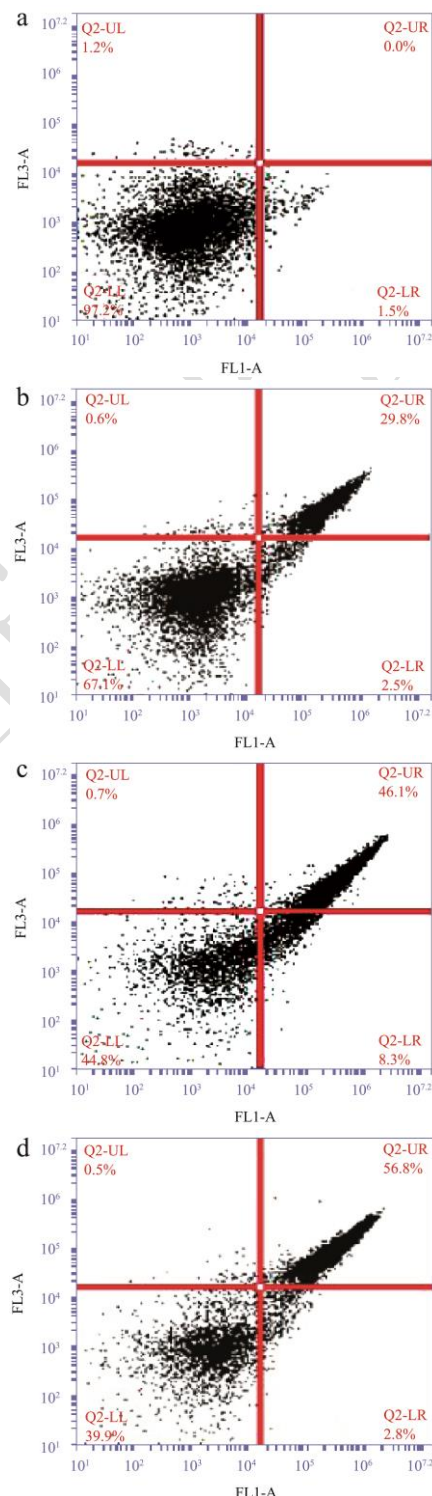 a
Q2-UL
1.2%
Q2-UR
0.0%
10^7.2
10^6
10^5
10^4
10^3
10^2
10^1
FL3-A
Q2-LL
97.2%
Q2-LR
1.5%
10^1 10^2 10^3 10^4 10^5 10^6 10^7.2
FL1-A
b
Q2-UL
0.6%
Q2-UR
29.8%
10^7.2
10^6
10^5
10^4
10^3
10^2
10^1
FL3-A
Q2-LL
67.1%
Q2-LR
2.5%
10^1 10^2 10^3 10^4 10^5 10^6 10^7.2
FL1-A
c
Q2-UL
0.7%
Q2-UR
46.1%
10^7.2
10^6
10^5
10^4
10^3
10^2
10^1
FL3-A
Q2-LL
44.8%
Q2-LR
8.3%
10^1 10^2 10^3 10^4 10^5 10^6 10^7.2
FL1-A
d
Q2-UL
0.5%
Q2-UR
56.8%
10^7.2
10^6
10^5
10^4
10^3
10^2
10^1
FL3-A
Q2-LL
39.9%
Q2-LR
2.8%
10^1 10^2 10^3 10^4 10^5 10^6 10^7.2
FL1-A